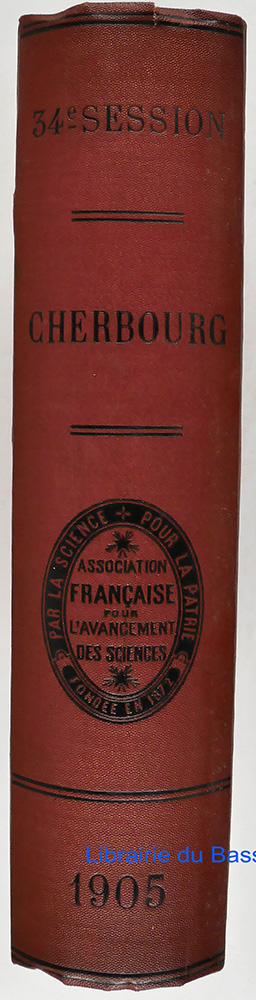 34e SESSION
CHERBOURG
PAR LA SCIENCE + POUR LA PATRIE
ASSOCIATION
FRANÇAISE
POUR
L'AVANCEMENT
DES SCIENCES
FONDÉE EN 1872
Librairie du Bass
1905